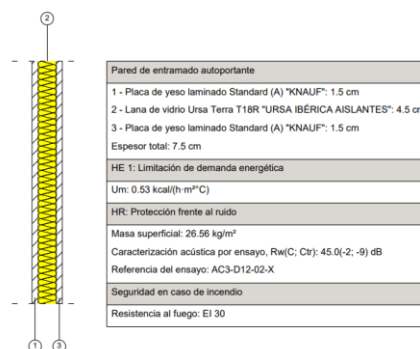 2
Pared de entramado autoportante
1 - Placa de yeso laminado Standard (A) "KNAUF": 1.5 cm
2 - Lana de vidrio Ursa Terra T18R "URSA IBÉRICA AISLANTES": 4.5 cm
3 - Placa de yeso laminado Standard (A) "KNAUF": 1.5 cm
Espesor total: 7.5 cm
HE 1: Limitación de demanda energética
Um: 0.53 kcal/(h·m²°C)
HR: Protección frente al ruido
Masa superficial: 26.56 kg/m²
Caracterización acústica por ensayo, Rw(C; Ctr): 45.0(-2; -9) dB
Referencia del ensayo: AC3-D12-02-X
Seguridad en caso de incendio
Resistencia al fuego: EI 30
1 3